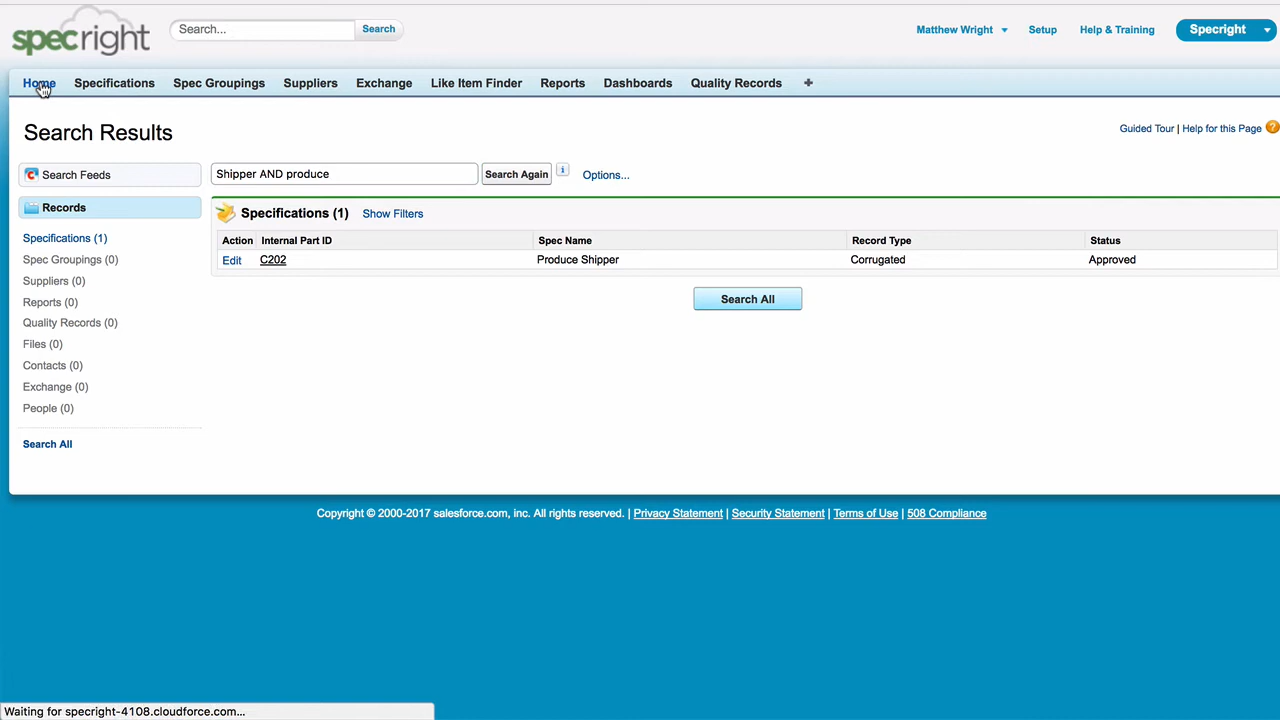 specright
Search...
Search
Matthew Wright
Setup
Help & Training
Specright
Home
Specifications
Spec Groupings
Suppliers
Exchange
Like Item Finder
Reports
Dashboards
Quality Records
+
Search Results
Guided Tour | Help for this Page ?
Search Feeds
Shipper AND produce
Search Again
i
Options...
Records
Specifications (1)
Spec Groupings (0)
Suppliers (0)
Reports (0)
Quality Records (0)
Files (0)
Contacts (0)
Exchange (0)
People (0)
Search All
Specifications (1) Show Filters
Action Internal Part ID Spec Name Record Type Status
Edit C202 Produce Shipper Corrugated Approved
Search All
Copyright © 2000-2017 salesforce.com, inc. All rights reserved. | Privacy Statement | Security Statement | Terms of Use | 508 Compliance
Waiting for specright-4108.cloudforce.com...